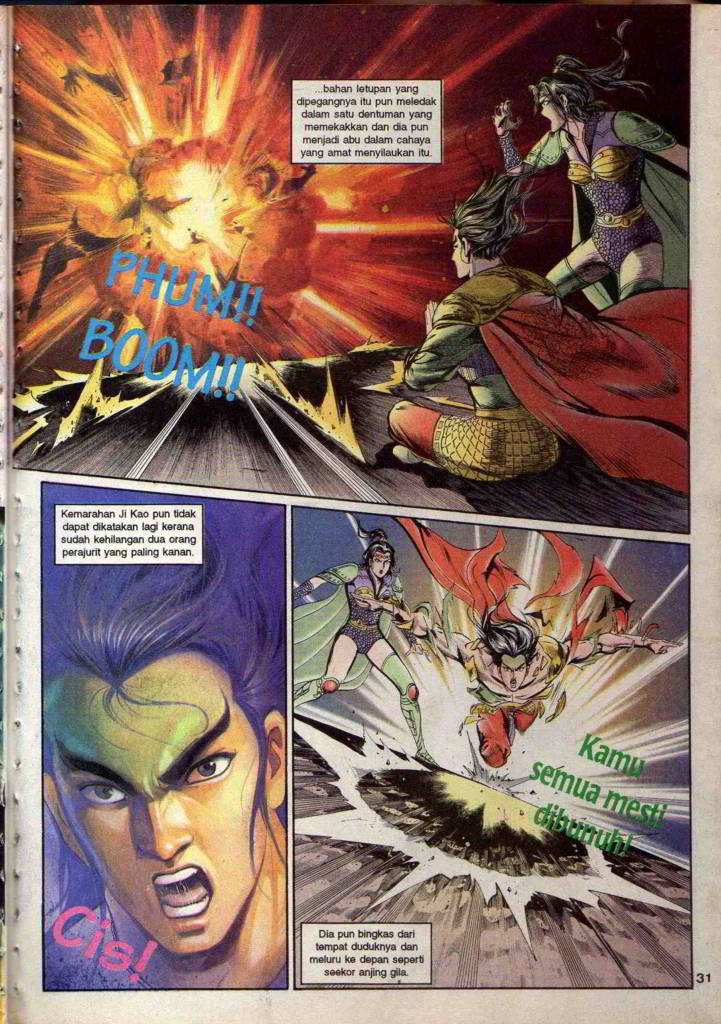 ...bahan letupan yang
dipegangnya itu pun meledak
dalam satu dentuman yang
memekakkan dan dia pun
menjadi abu dalam cahaya
yang amat menyilaukan itu.
PHUM!!
BOOM!!
Kemarahan Ji Kao pun tidak
dapat dikatakan lagi kerana
sudah kehilangan dua orang
perajurit yang paling kanan.
Cis!
Kamu
semua mesti
dibunuh!
Dia pun bingkas dari
tempat duduknya dan
meluru ke depan seperti
seekor anjing gila.
31